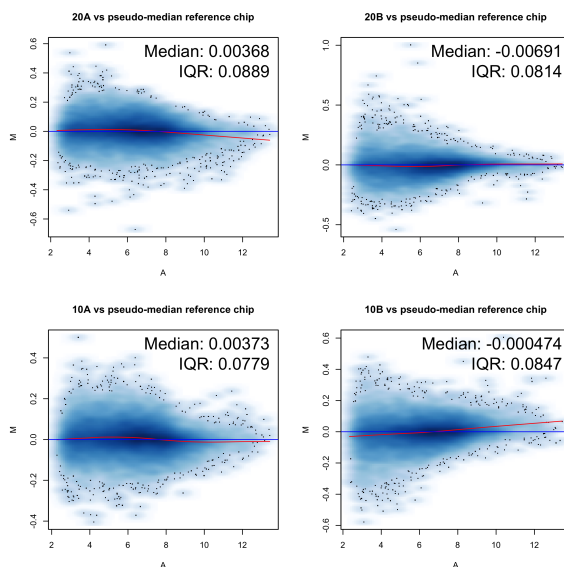 20A vs pseudo-median reference chip
Median: 0.00368
IQR: 0.0889
M
0.6
0.4
0.2
0.0
-0.2
-0.4
-0.6
2 4 6 8 10 12
A
20B vs pseudo-median reference chip
Median: -0.00691
IQR: 0.0814
M
1.0
0.5
0.0
-0.5
2 4 6 8 10 12
A
10A vs pseudo-median reference chip
Median: 0.00373
IQR: 0.0779
M
0.4
0.2
0.0
-0.2
-0.4
2 4 6 8 10 12
A
10B vs pseudo-median reference chip
Median: -0.000474
IQR: 0.0847
M
0.6
0.4
0.2
0.0
-0.2
-0.4
-0.6
2 4 6 8 10 12
A